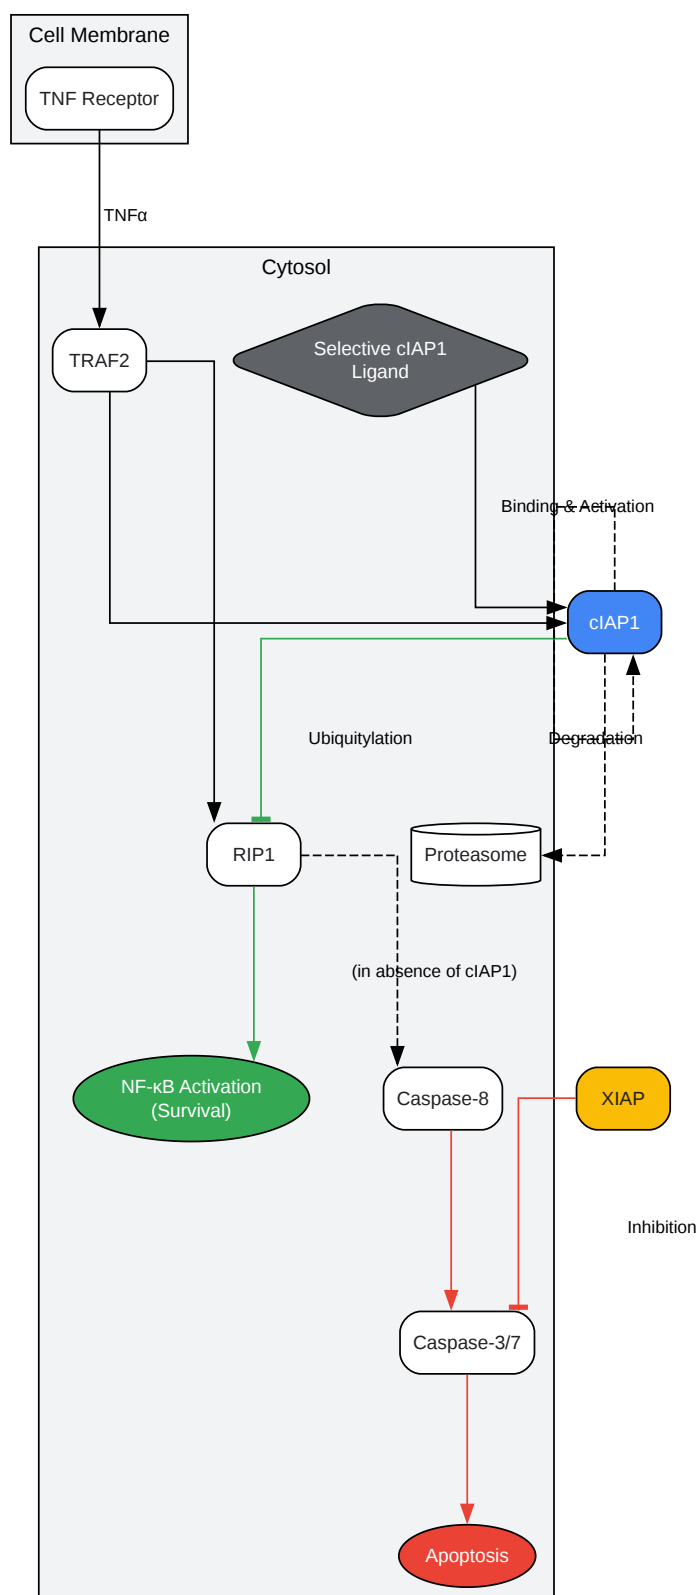 Cell Membrane
TNF Receptor
TNFα
Cytosol
TRAF2
Selective cIAP1
Ligand
Binding & Activation
cIAP1
Ubiquitylation
Degradation
RIP1
Proteasome
(in absence of cIAP1)
NF-κB Activation
(Survival)
Caspase-8
XIAP
Inhibition
Caspase-3/7
Apoptosis